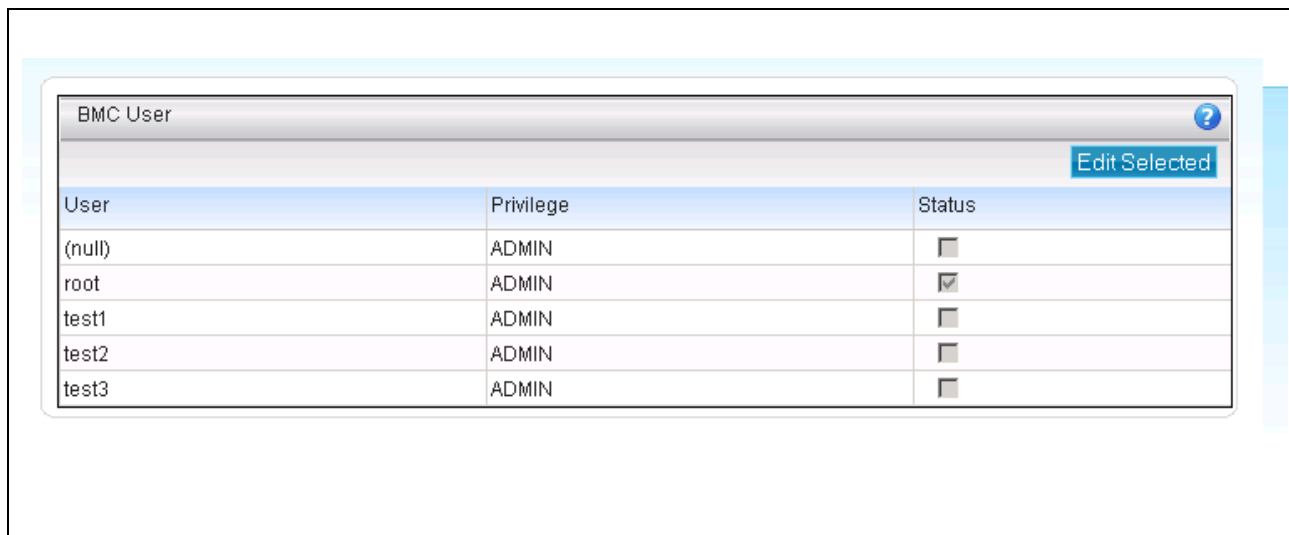 BMC User
?
Edit Selected
User Privilege Status
(null) ADMIN
root ADMIN
test1 ADMIN
test2 ADMIN
test3 ADMIN